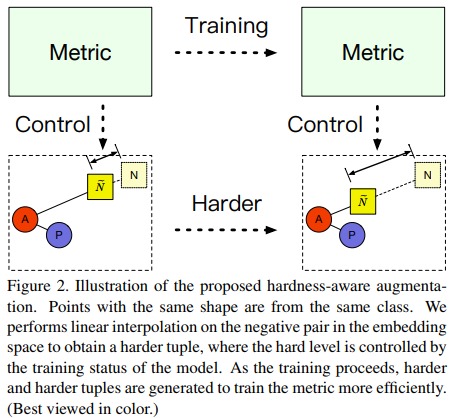 Training
Metric
Metric
Control
Control
N
Ñ
A
P
Harder
N
Ñ
A
P
Figure 2. Illustration of the proposed hardness-aware augmenta-
tion. Points with the same shape are from the same class. We
performs linear interpolation on the negative pair in the embedding
space to obtain a harder tuple, where the hard level is controlled by
the training status of the model. As the training proceeds, harder
and harder tuples are generated to train the metric more efficiently.
(Best viewed in color.)